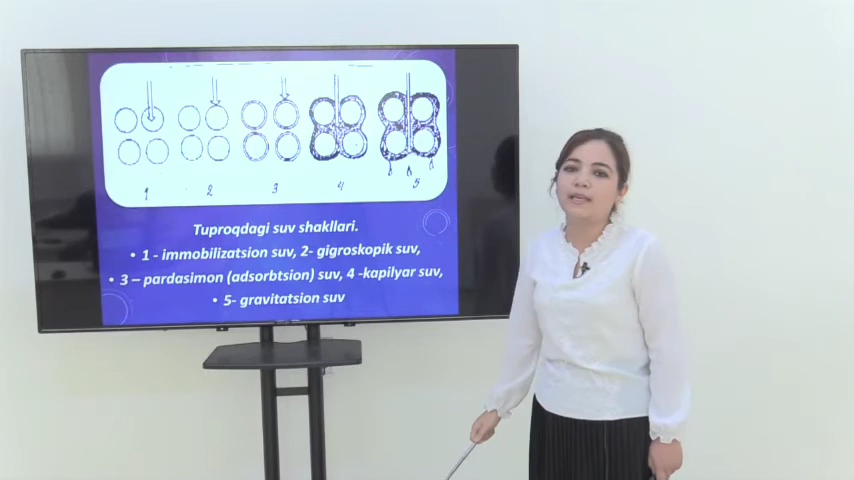 1 2 3 4 5
Tuproqdagi suv shakllari.
• 1 - immobilizatsion suv, 2- gigroskopik suv,
• 3 – pardasimon (adsorbtsion) suv, 4 -kapilyar suv,
• 5- gravitatsion suv